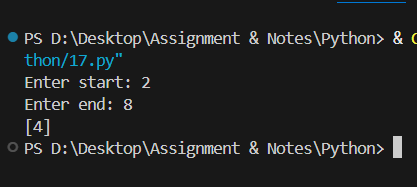 PS D:\Desktop\Assignment & Notes\Python> &
thon/17.py"
Enter start: 2
Enter end: 8
[4]
PS D:\Desktop\Assignment & Notes\Python>